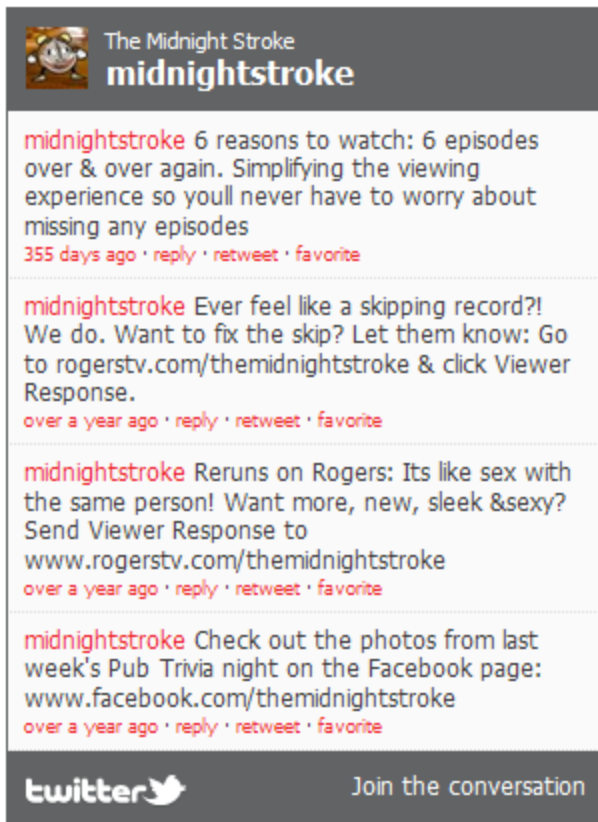 The Midnight Stroke
midnightstroke
midnightstroke 6 reasons to watch: 6 episodes
over & over again. Simplifying the viewing
experience so youll never have to worry about
missing any episodes
355 days ago · reply · retweet · favorite
midnightstroke Ever feel like a skipping record?!
We do. Want to fix the skip? Let them know: Go
to rogerstv.com/themidnightstroke & click Viewer
Response.
over a year ago · reply · retweet · favorite
midnightstroke Reruns on Rogers: Its like sex with
the same person! Want more, new, sleek &sexy?
Send Viewer Response to
www.rogerstv.com/themidnightstroke
over a year ago · reply · retweet · favorite
midnightstroke Check out the photos from last
week's Pub Trivia night on the Facebook page:
www.facebook.com/themidnightstroke
over a year ago · reply · retweet · favorite
twitter Join the conversation